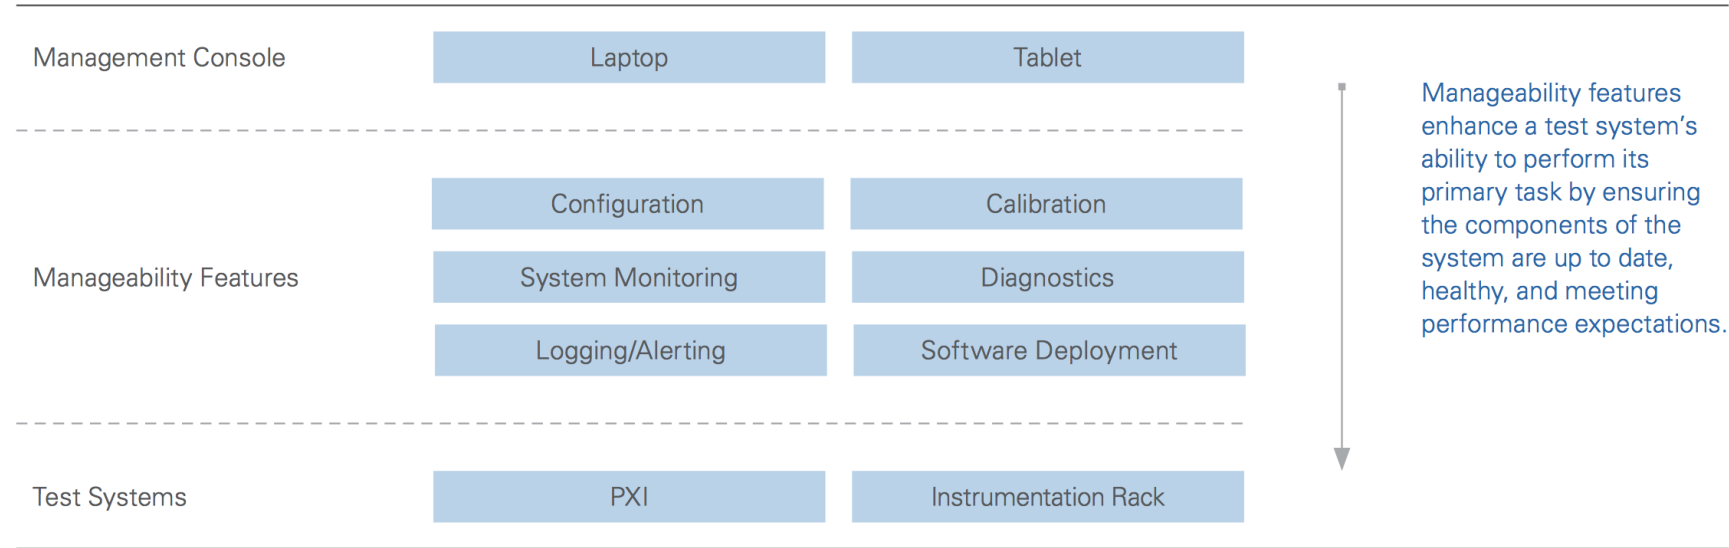 Management Console
Laptop
Tablet
Manageability Features
Configuration
Calibration
System Monitoring
Diagnostics
Logging/Alerting
Software Deployment
Test Systems
PXI
Instrumentation Rack
Manageability features
enhance a test system’s
ability to perform its
primary task by ensuring
the components of the
system are up to date,
healthy, and meeting
performance expectations.